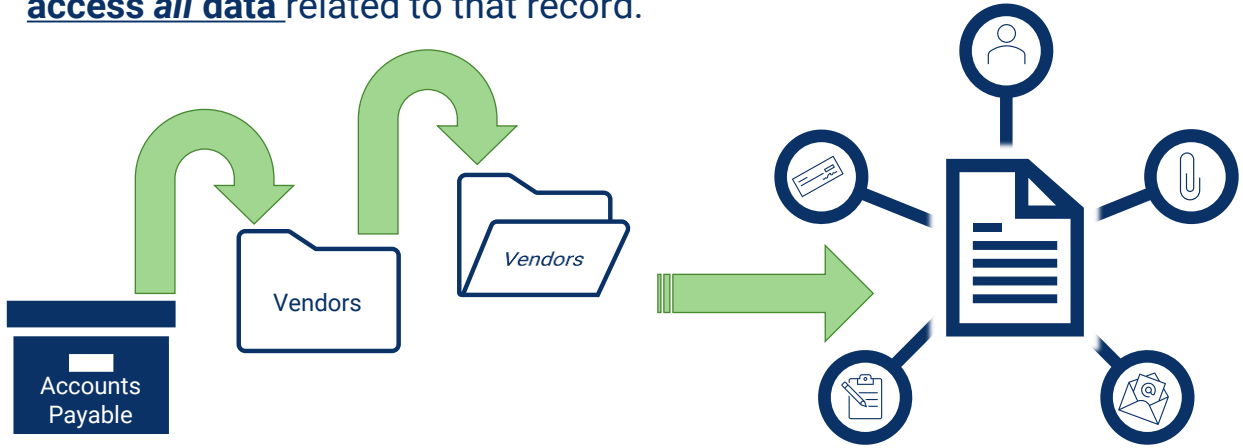 access all data related to that record.
Vendors
Vendors
Accounts
Payable
@